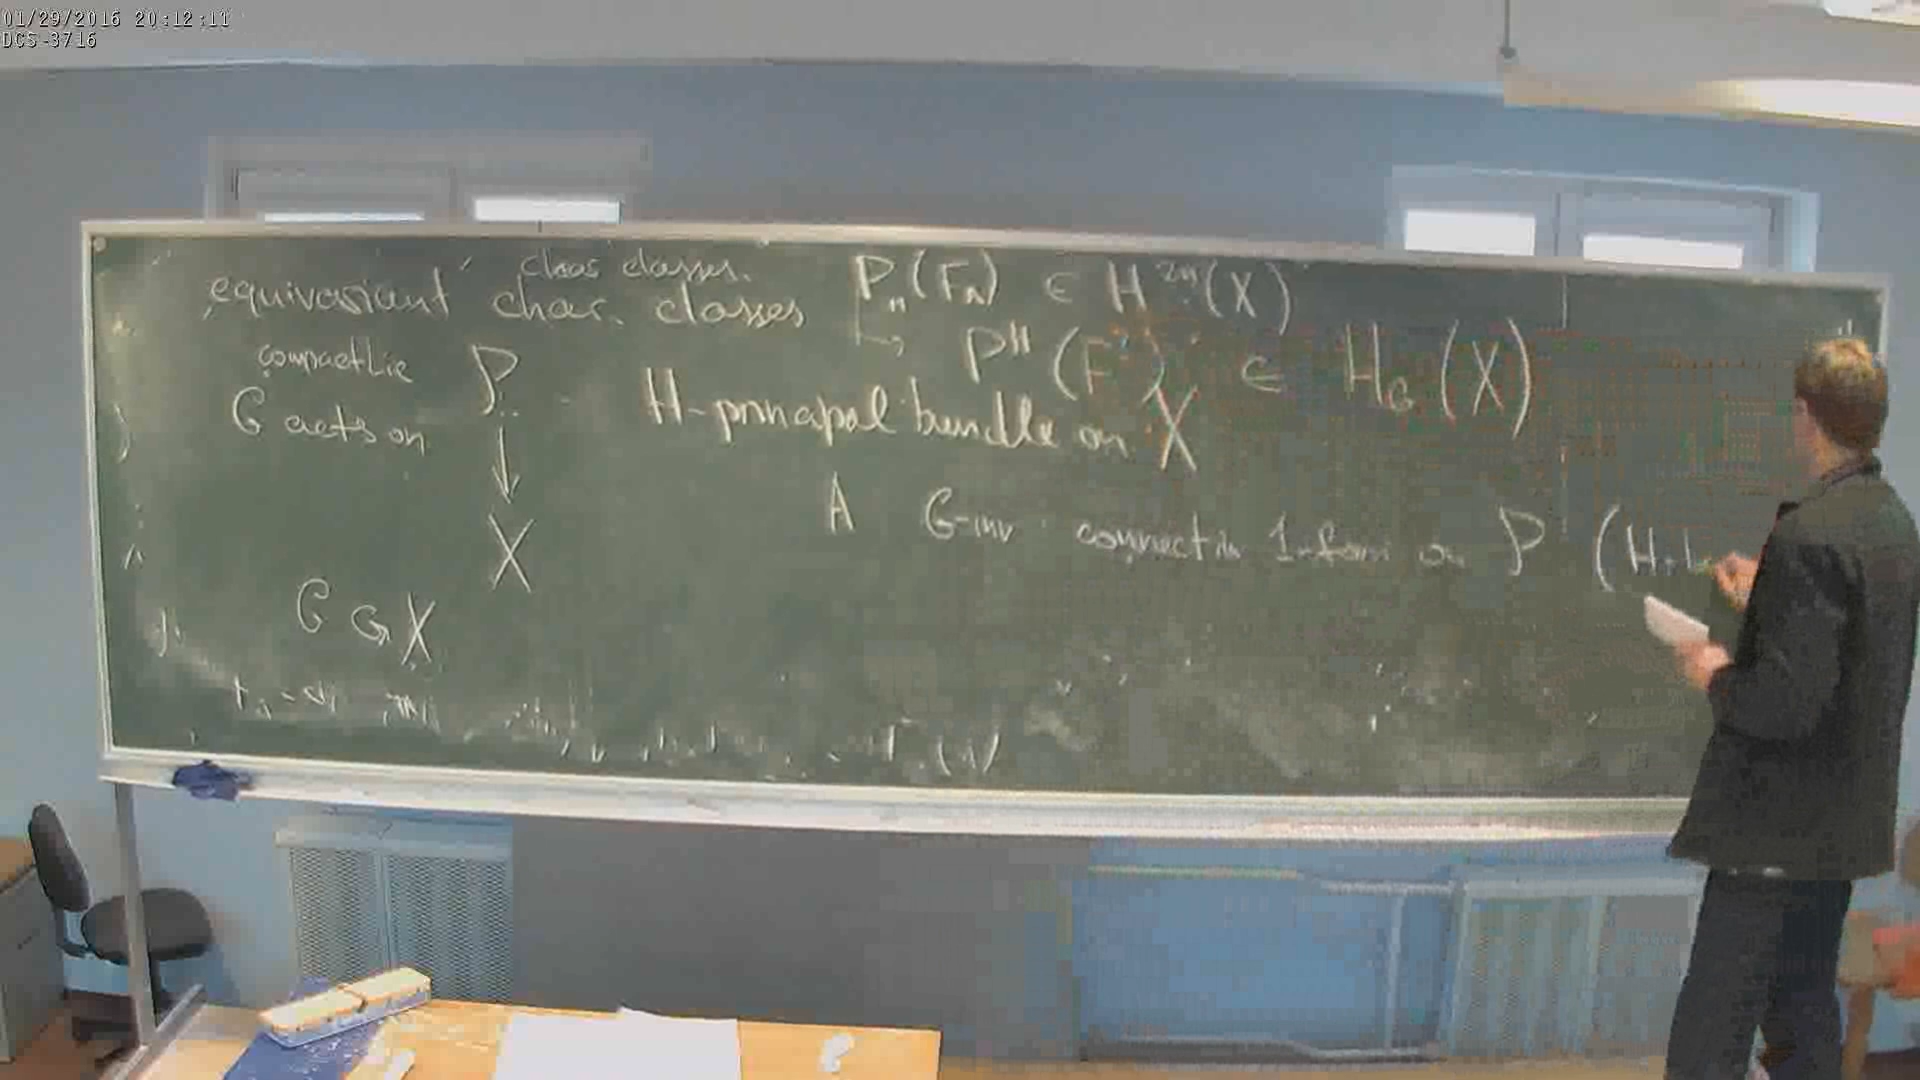 01/29/2016 20:12:11
DCS-3716
char classes.
equivariant char. classes
P_n(F_A) ∈ H^{2n}(X)
↳ P^H(F) ∈ H_G(X)
compact Lie
G acts on
P
↓
X
H-principal bundle on X
A G-inv connection 1-form on P (H-
G G X